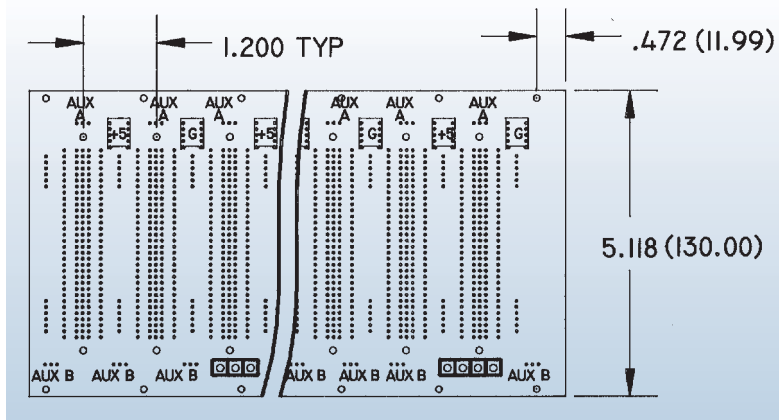 1.200 TYP
.472 (11.99)
AUX A
AUX A
AUX A
AUX A
AUX A
AUX A
+5
G
+5
G
+5
G
5.118 (130.00)
AUX B
AUX B
AUX B
AUX B
AUX B
AUX B
AUX B